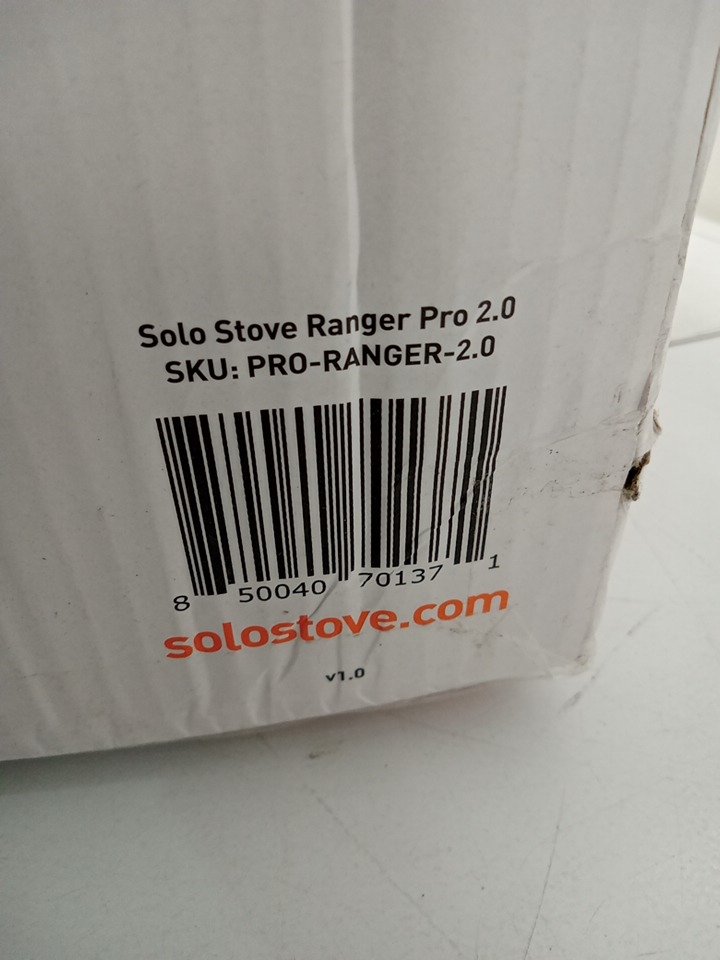 Solo Stove Ranger Pro 2.0
SKU: PRO-RANGER-2.0
8 50040 70137 1
solostove.com
v1.0